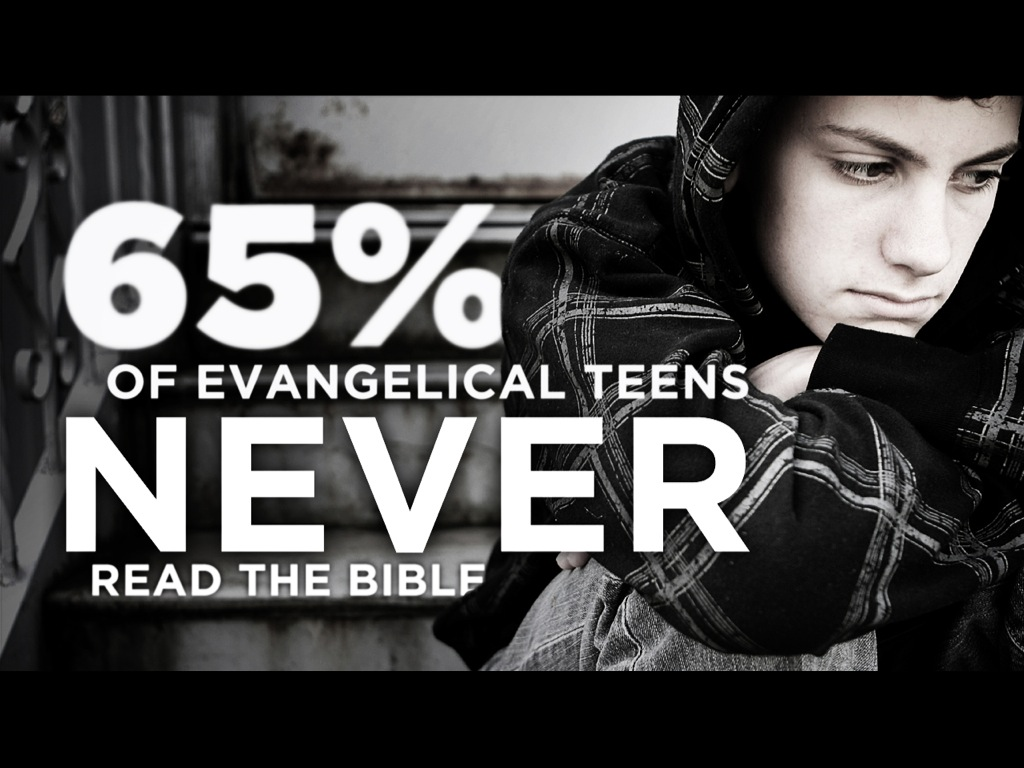 65%
OF EVANGELICAL TEENS
NEVER
READ THE BIBLE